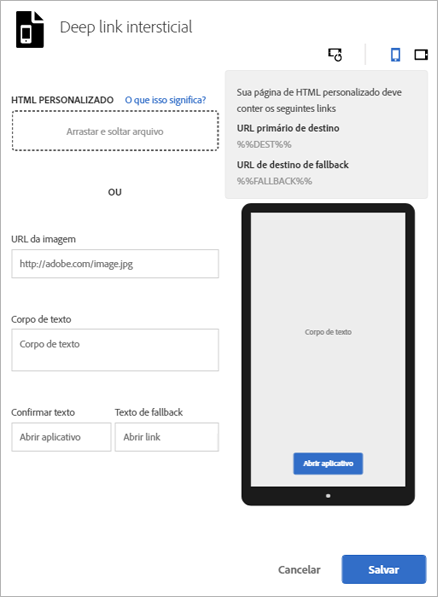 Deep link intersticial
HTML PERSONALIZADO O que isso significa?
Arrastar e soltar arquivo
OU
URL da imagem
http://adobe.com/image.jpg
Corpo de texto
Corpo de texto
Confirmar texto Texto de fallback
Abrir aplicativo Abrir link
Sua página de HTML personalizado deve
conter os seguintes links
URL primário de destino
%%DEST%%
URL de destino de fallback
%%FALLBACK%%
Corpo de texto
Abrir aplicativo
Cancelar Salvar